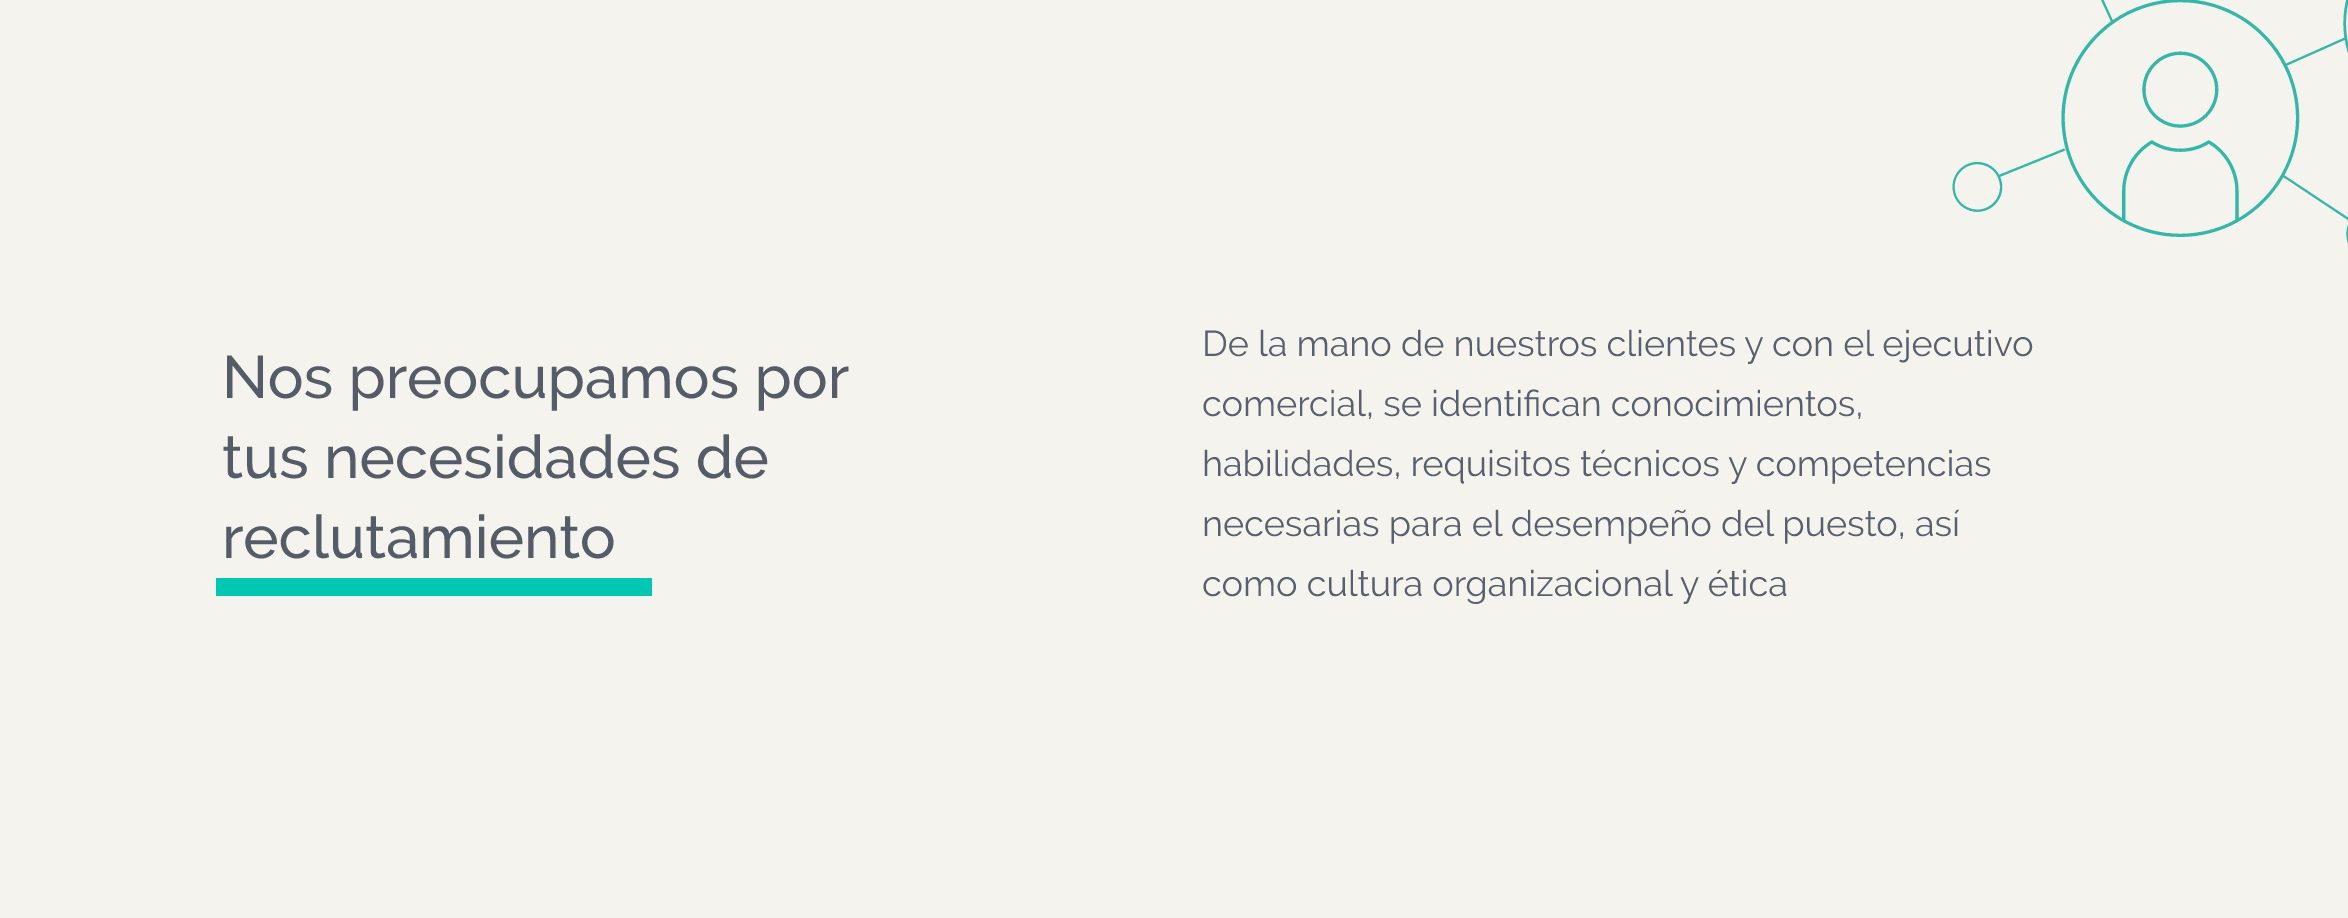 Nos preocupamos por
tus necesidades de
reclutamiento
De la mano de nuestros clientes y con el ejecutivo
comercial, se identifican conocimientos,
habilidades, requisitos técnicos y competencias
necesarias para el desempeño del puesto, así
como cultura organizacional y ética